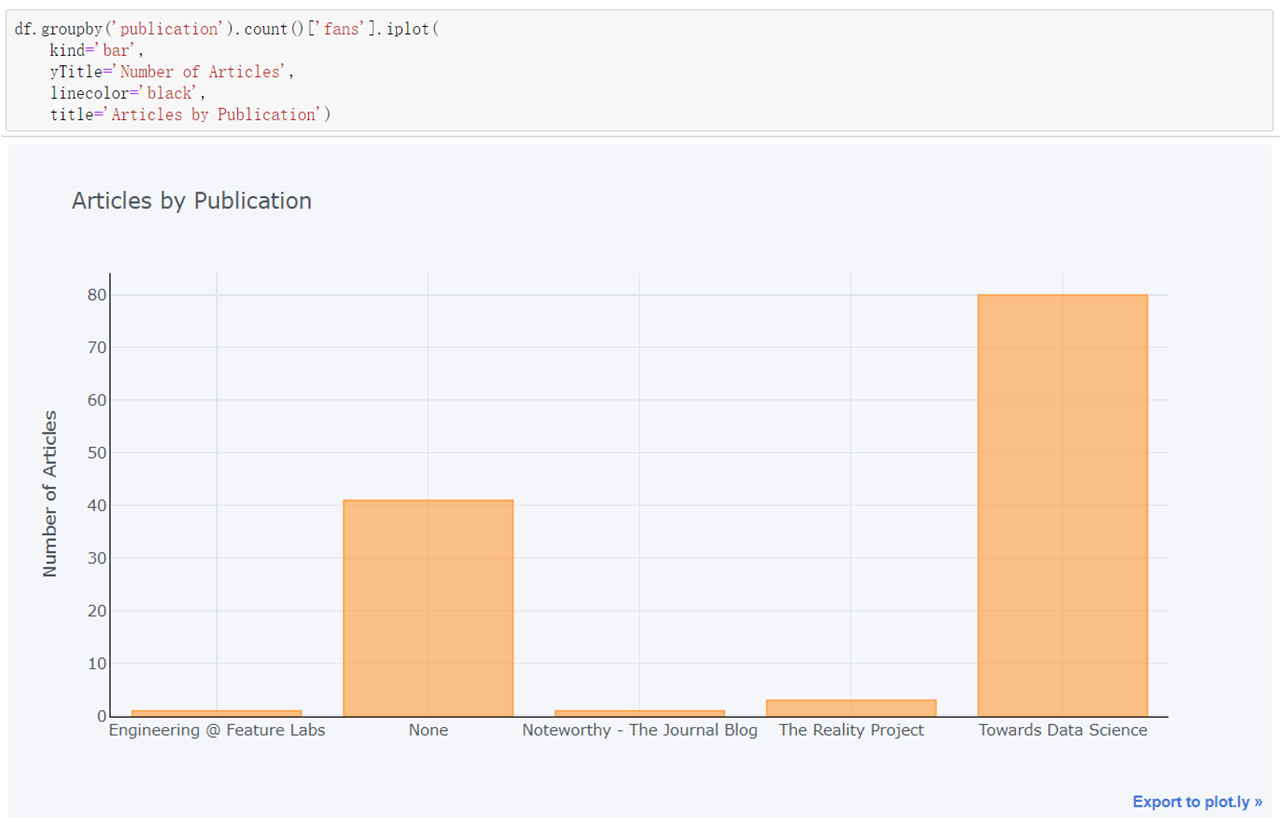 df.groupby('publication').count()['fans'].iplot(
    kind='bar',
    yTitle='Number of Articles',
    linecolor='black',
    title='Articles by Publication')
Articles by Publication
Number of Articles
80
70
60
50
40
30
20
10
0
Engineering @ Feature Labs
None
Noteworthy - The Journal Blog
The Reality Project
Towards Data Science
Export to plot.ly »